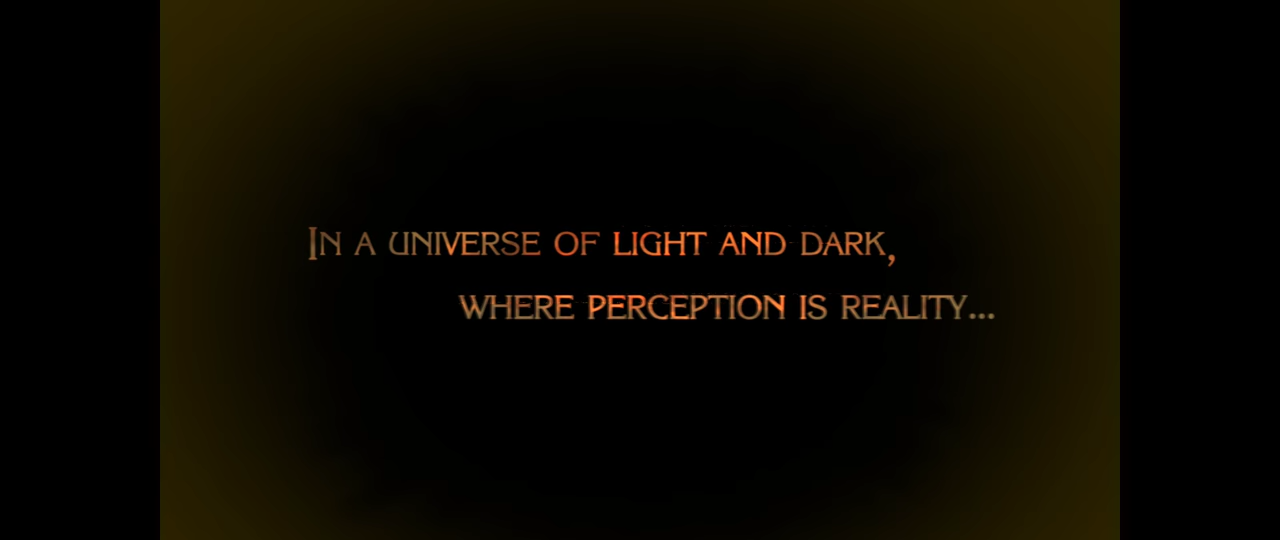 In a universe of light and dark,
where perception is reality...